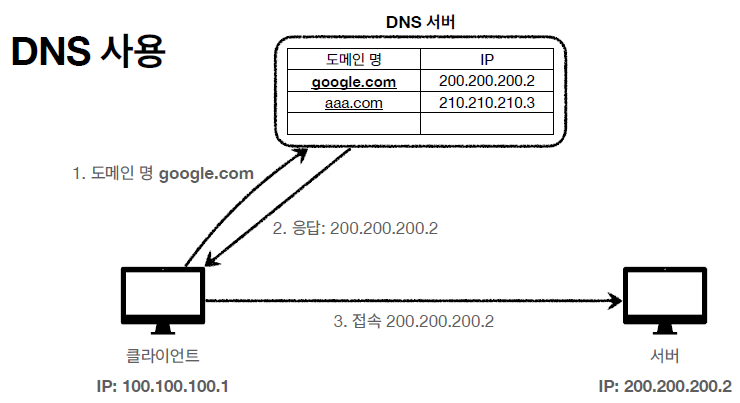 DNS 사용
DNS 서버
도메인 명 IP
google.com 200.200.200.2
aaa.com 210.210.210.3
1. 도메인 명 google.com
2. 응답: 200.200.200.2
3. 접속 200.200.200.2
클라이언트
IP: 100.100.100.1
서버
IP: 200.200.200.2